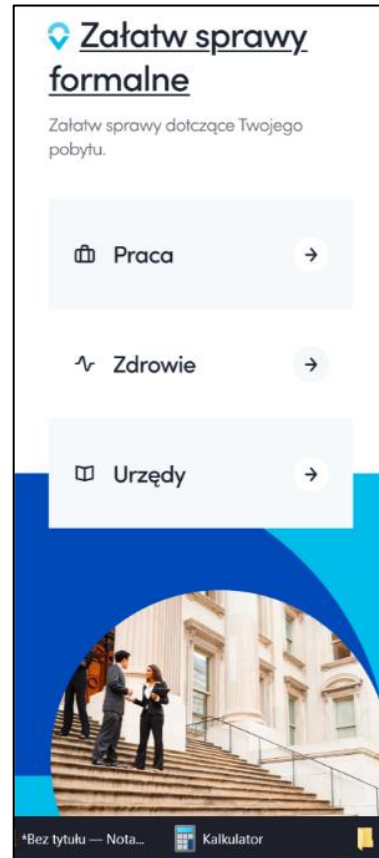 Załatw sprawy
formalne
Załatw sprawy dotczące Twojego
pobytu.
Praca
Zdrowie
Urzędy
*Bez tytułu — Nota...
Kalkulator